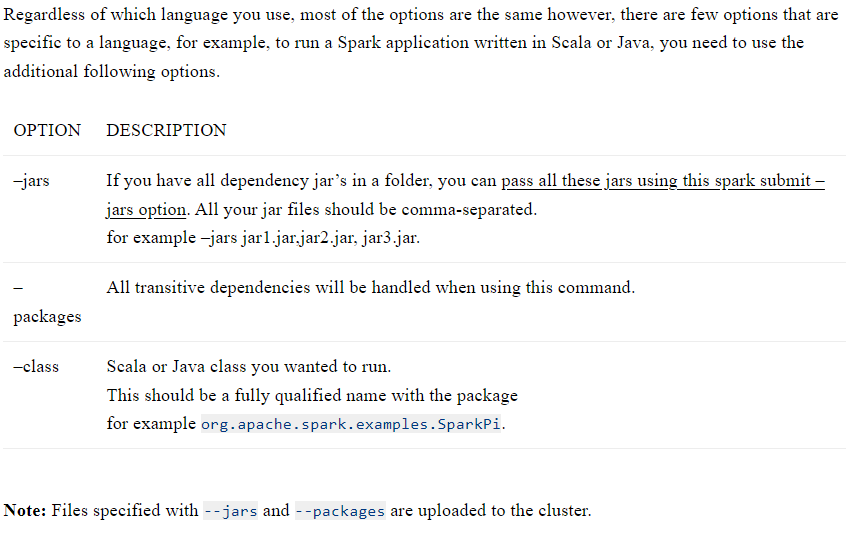 Regardless of which language you use, most of the options are the same however, there are few options that are
specific to a language, for example, to run a Spark application written in Scala or Java, you need to use the
additional following options.
OPTION DESCRIPTION
–jars If you have all dependency jar’s in a folder, you can pass all these jars using this spark submit –
jars option. All your jar files should be comma-separated.
for example –jars jar1.jar,jar2.jar, jar3.jar.
– All transitive dependencies will be handled when using this command.
packages
–class Scala or Java class you wanted to run.
This should be a fully qualified name with the package
for example org.apache.spark.examples.SparkPi.
Note: Files specified with --jars and --packages are uploaded to the cluster.